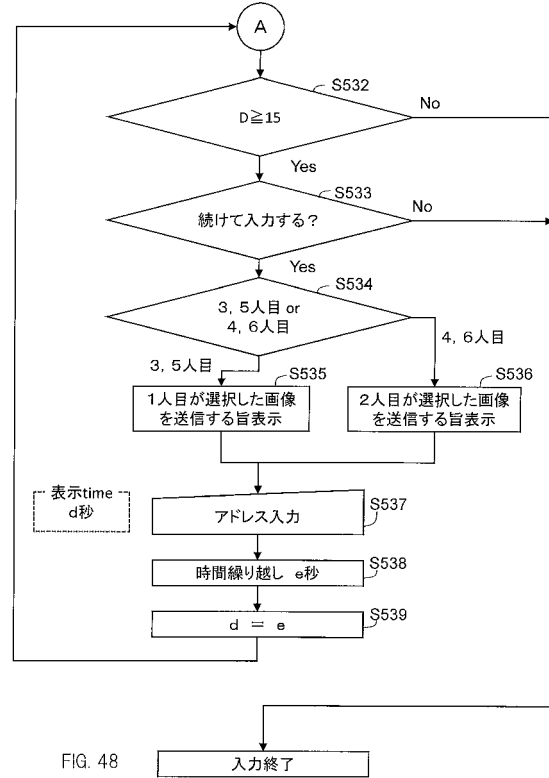 A
S532
D≧15
No
Yes
S533
続けて入力する？
No
Yes
S534
3, 5人目 or
4, 6人目
4, 6人目
3, 5人目
S535
S536
1人目が選択した画像
を送信する旨表示
2人目が選択した画像
を送信する旨表示
表示time
d秒
アドレス入力
S537
時間繰り越し e秒
S538
d = e
S539
FIG. 48
入力終了